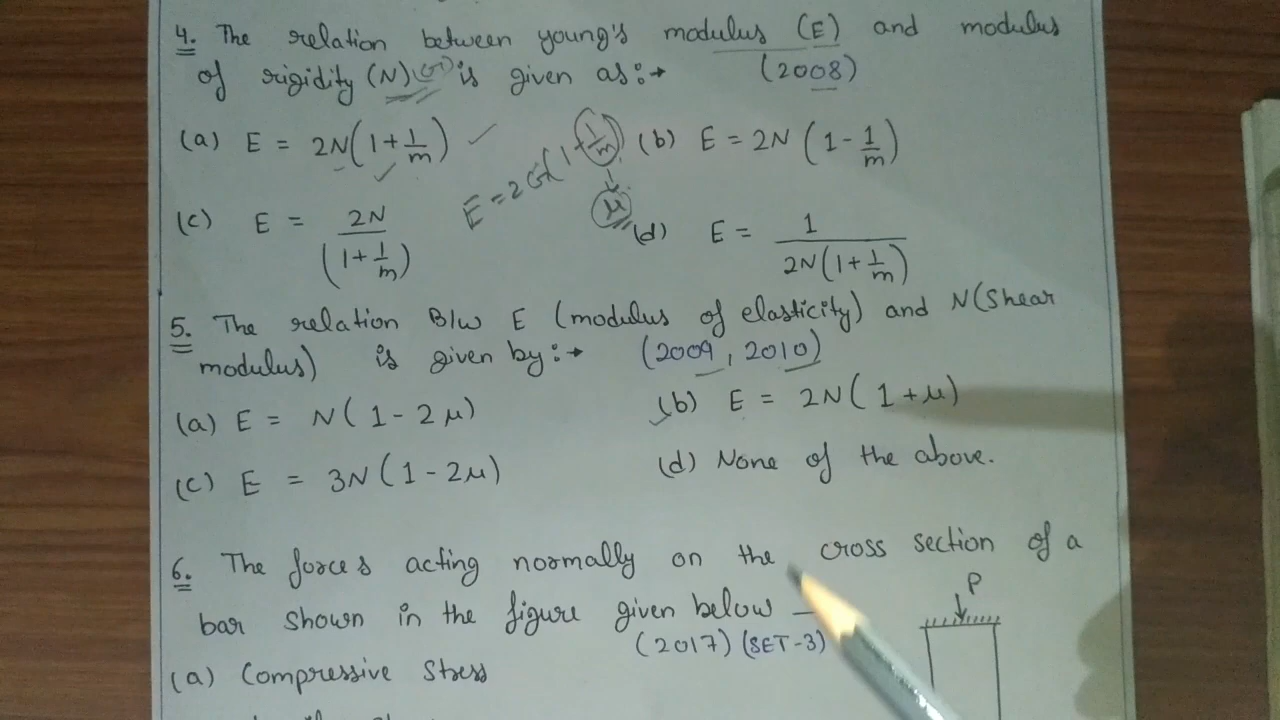 4. The relation between young's modulus (E) and modulus
of rigidity (N) (G) is given as:→ (2008)
(a) E = 2N(1+1/m) ✓ (b) E = 2N (1-1/m)
E = 2G(1+1/m)
↓
μ
(c) E = 2N/(1+1/m) (d) E = 1/2N(1+1/m)
5. The relation B/w E (modulus of elasticity) and N(Shear
modulus) is given by:→ (2009, 2010)
(a) E = N(1-2μ) (b) E = 2N(1+μ)
(c) E = 3N(1-2μ) (d) None of the above.
6. The forces acting normally on the cross section of a
bar shown in the figure given below —
(2017) (SET-3)
P
(a) Compressive Stress